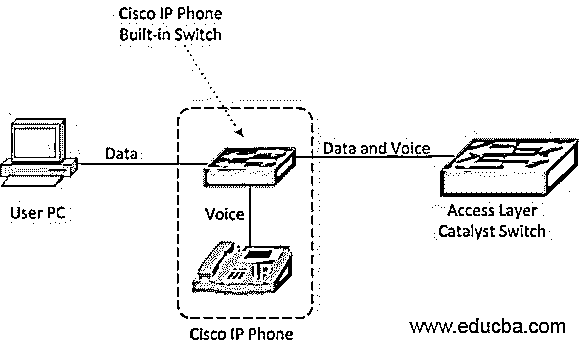 Cisco IP Phone
Built-in Switch
Data
Data and Voice
User PC
Voice
IP
Access Layer
Catalyst Switch
Cisco IP Phone
www.educba.com